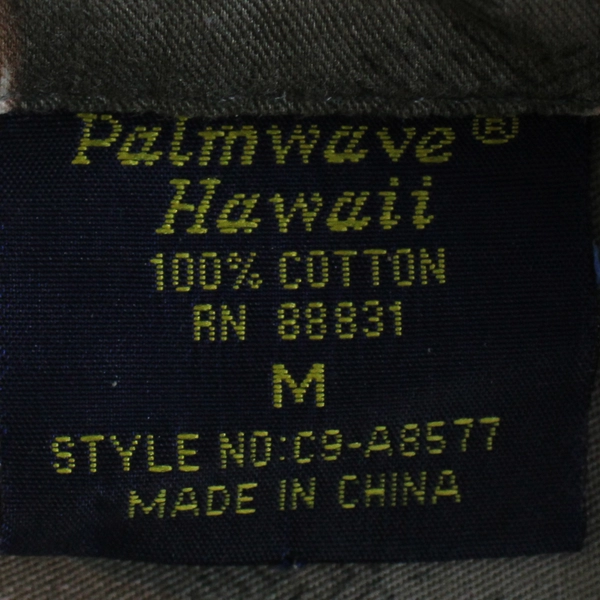 Palmwave®
Hawaii
100% COTTON
RN 88831
M
STYLE NO:C9-A8577
MADE IN CHINA